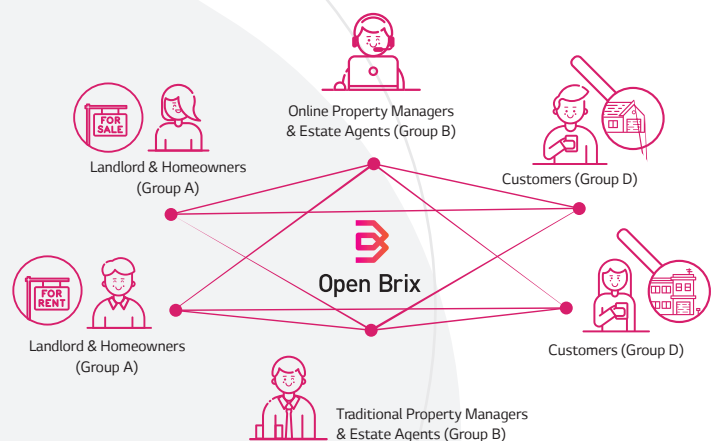 Online Property Managers
& Estate Agents (Group B)
FOR
SALE
Landlord & Homeowners
(Group A)
Customers (Group D)
Open Brix
FOR
RENT
Landlord & Homeowners
(Group A)
Customers (Group D)
Traditional Property Managers
& Estate Agents (Group B)